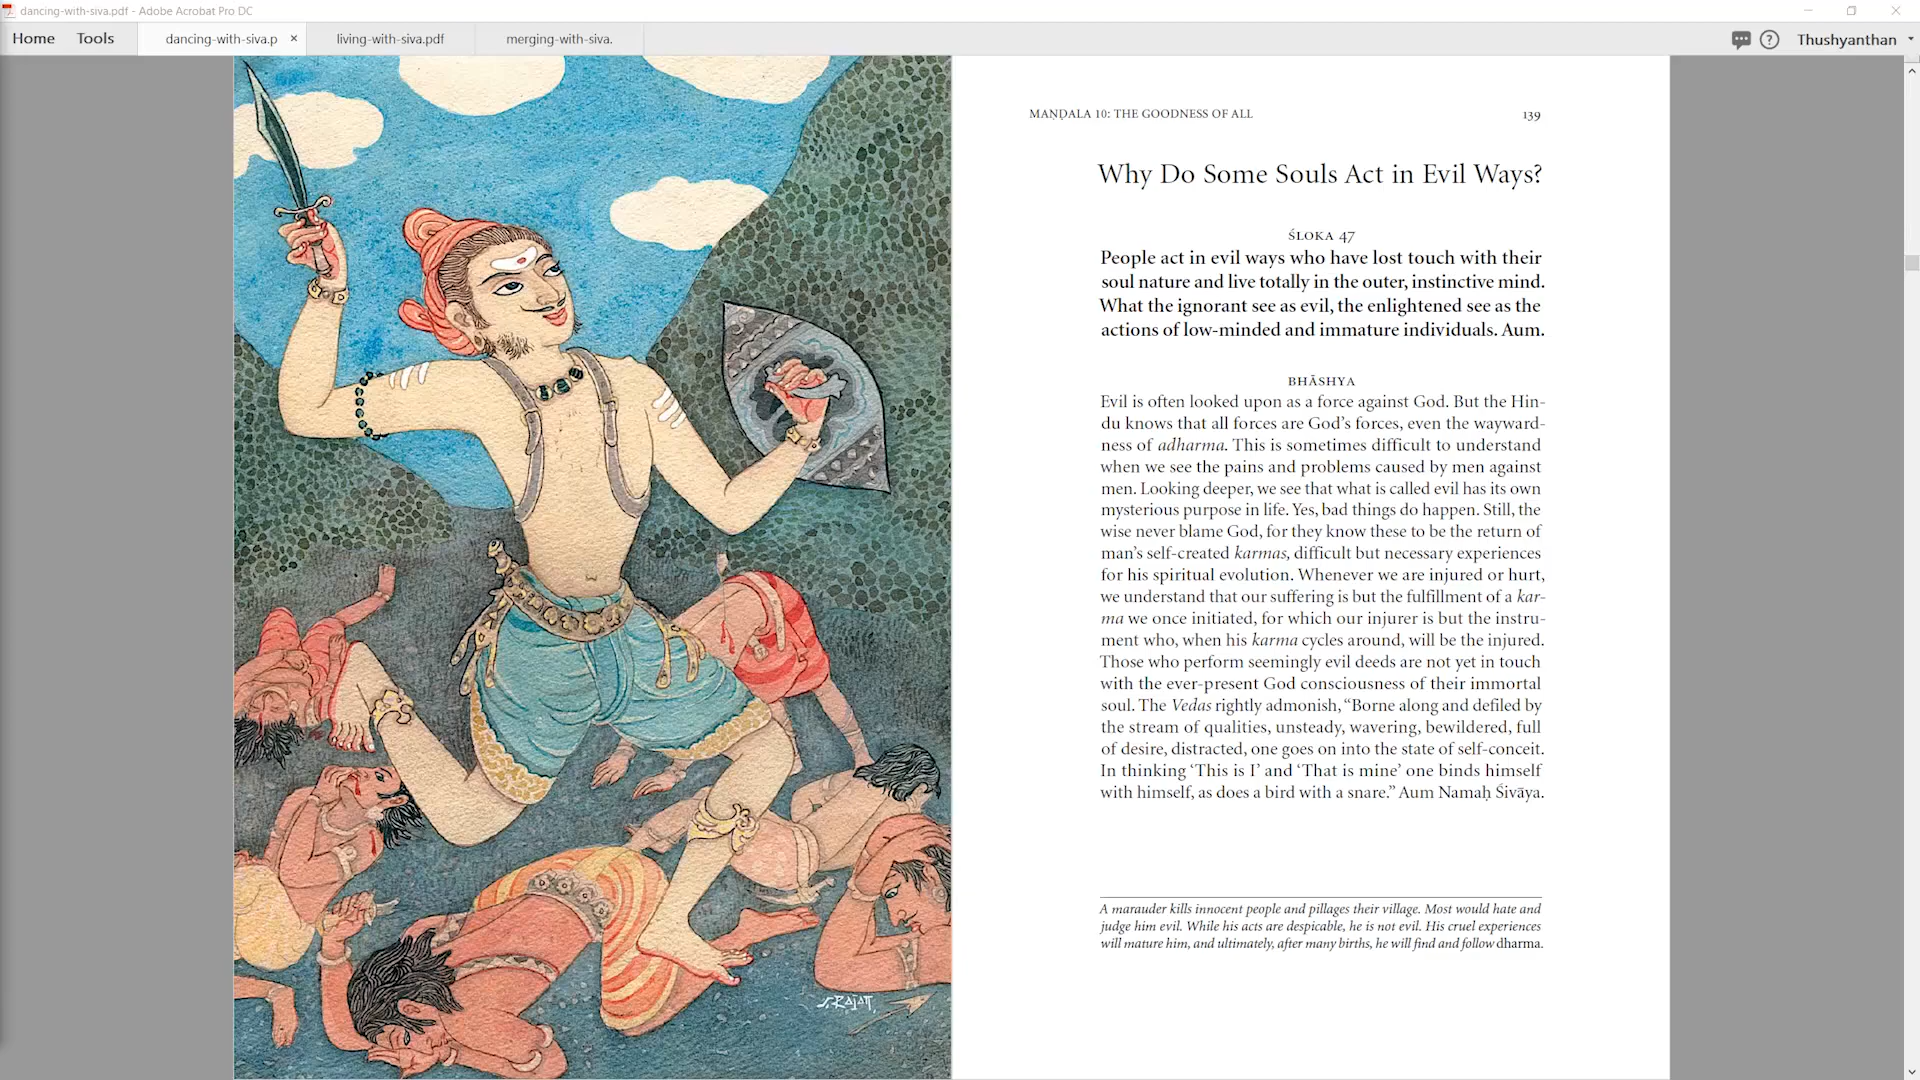 dancing-with-siva.pdf - Adobe Acrobat Pro DC
Home Tools dancing-with-siva.p × living-with-siva.pdf merging-with-siva. ? Thushyanthan
MAṆḌALA 10: THE GOODNESS OF ALL 139
Why Do Some Souls Act in Evil Ways?
ŚLOKA 47
People act in evil ways who have lost touch with their
soul nature and live totally in the outer, instinctive mind.
What the ignorant see as evil, the enlightened see as the
actions of low-minded and immature individuals. Aum.
BHĀSHYA
Evil is often looked upon as a force against God. But the Hin-
du knows that all forces are God’s forces, even the wayward-
ness of adharma. This is sometimes difficult to understand
when we see the pains and problems caused by men against
men. Looking deeper, we see that what is called evil has its own
mysterious purpose in life. Yes, bad things do happen. Still, the
wise never blame God, for they know these to be the return of
man’s self-created karmas, difficult but necessary experiences
for his spiritual evolution. Whenever we are injured or hurt,
we understand that our suffering is but the fulfillment of a kar-
ma we once initiated, for which our injurer is but the instru-
ment who, when his karma cycles around, will be the injured.
Those who perform seemingly evil deeds are not yet in touch
with the ever-present God consciousness of their immortal
soul. The Vedas rightly admonish, “Borne along and defiled by
the stream of qualities, unsteady, wavering, bewildered, full
of desire, distracted, one goes on into the state of self-conceit.
In thinking ‘This is I’ and ‘That is mine’ one binds himself
with himself, as does a bird with a snare.” Aum Namaḥ Śivāya.
A marauder kills innocent people and pillages their village. Most would hate and
judge him evil. While his acts are despicable, he is not evil. His cruel experiences
will mature him, and ultimately, after many births, he will find and follow dharma.
S. Rajan